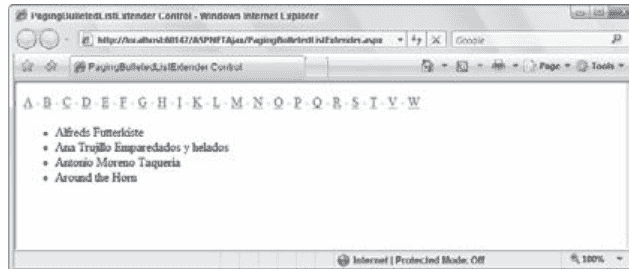 PagingBulletedListExtender Control - Windows Internet Explorer
http://localhost:60147/ASPNETAjax/PagingBulletedListExtender.aspx
Google
PagingBulletedListExtender Control
Page
Tools
A - B - C - D - E - F - G - H - I - K - L - M - N - O - P - Q - R - S - T - V - W
• Alfreds Futterkiste
• Ana Trujillo Emparedados y helados
• Antonio Moreno Taquería
• Around the Horn
Internet | Protected Mode: Off
100%